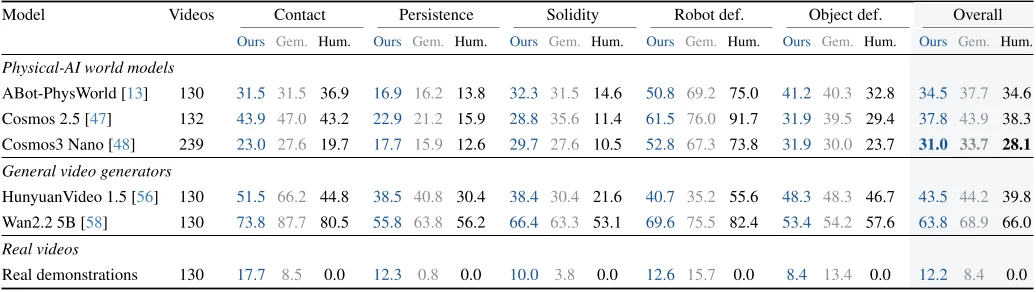 Model Videos Contact Persistence Solidity Robot def. Object def. Overall
Ours Gem. Hum. Ours Gem. Hum. Ours Gem. Hum. Ours Gem. Hum. Ours Gem. Hum. Ours Gem. Hum.
Physical-AI world models
ABot-PhysWorld [13] 130 31.5 31.5 36.9 16.9 16.2 13.8 32.3 31.5 14.6 50.8 69.2 75.0 41.2 40.3 32.8 34.5 37.7 34.6
Cosmos 2.5 [47] 132 43.9 47.0 43.2 22.9 21.2 15.9 28.8 35.6 11.4 61.5 76.0 91.7 31.9 39.5 29.4 37.8 43.9 38.3
Cosmos3 Nano [48] 239 23.0 27.6 19.7 17.7 15.9 12.6 29.7 27.6 10.5 52.8 67.3 73.8 31.9 30.0 23.7 31.0 33.7 28.1
General video generators
HunyuanVideo 1.5 [56] 130 51.5 66.2 44.8 38.5 40.8 30.4 38.4 30.4 21.6 40.7 35.2 55.6 48.3 48.3 46.7 43.5 44.2 39.8
Wan2.2 5B [58] 130 73.8 87.7 80.5 55.8 63.8 56.2 66.4 63.3 53.1 69.6 75.5 82.4 53.4 54.2 57.6 63.8 68.9 66.0
Real videos
Real demonstrations 130 17.7 8.5 0.0 12.3 0.8 0.0 10.0 3.8 0.0 12.6 15.7 0.0 8.4 13.4 0.0 12.2 8.4 0.0